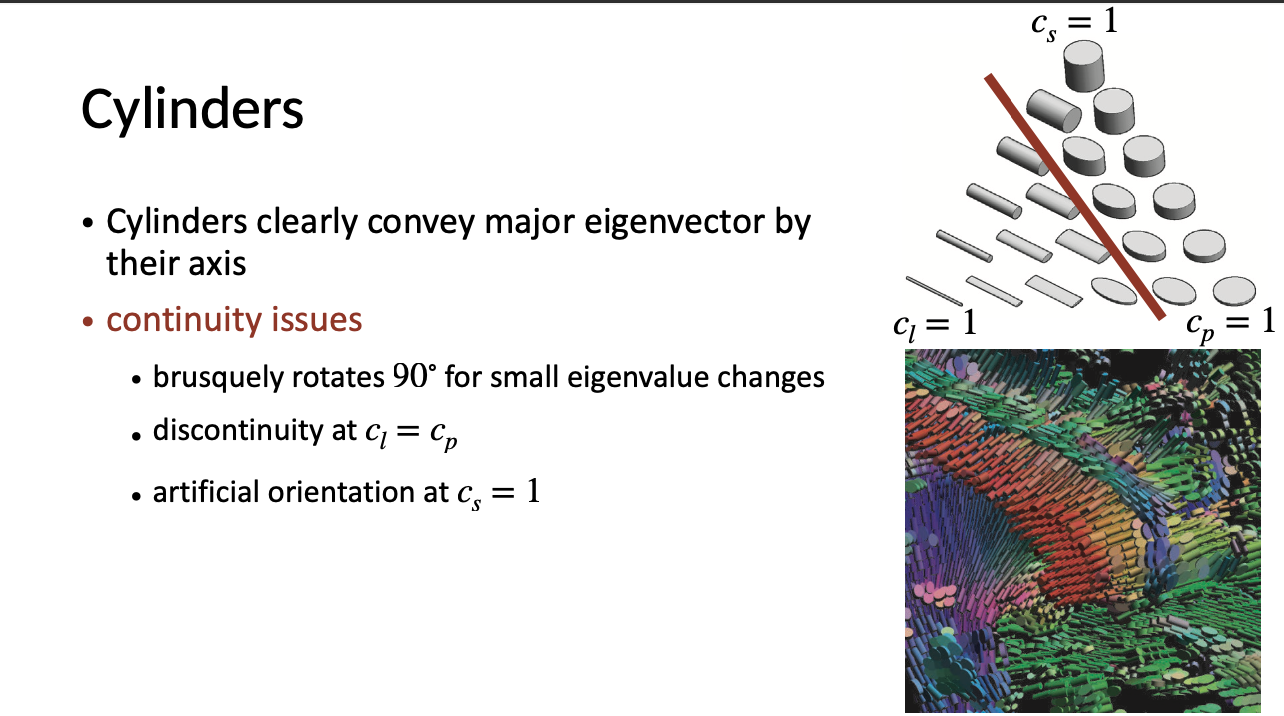 c_s = 1
Cylinders
• Cylinders clearly convey major eigenvector by
their axis
• continuity issues
• brusquely rotates 90° for small eigenvalue changes
• discontinuity at c_l = c_p
• artificial orientation at c_s = 1
c_l = 1
c_p = 1